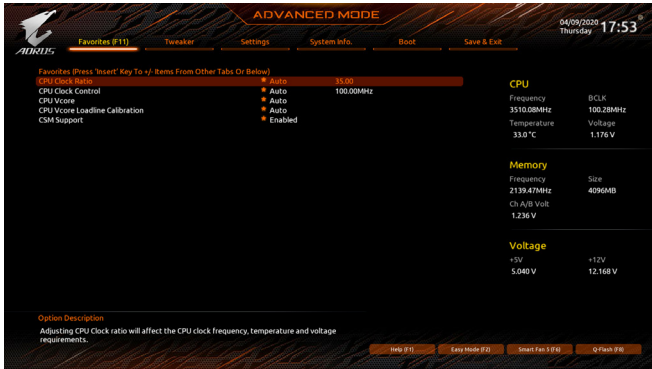 ADVANCED MODE
04/09/2020
Thursday 17:53
AORUS
Favorites (F11) Tweaker Settings System Info. Boot Save & Exit
Favorites (Press 'Insert' Key To +/- Items From Other Tabs Or Below)
CPU Clock Ratio ★ Auto 35.00
CPU Clock Control ★ Auto 100.00MHz
CPU Vcore ★ Auto
CPU Vcore Loadline Calibration ★ Auto
CSM Support ★ Enabled
CPU
Frequency BCLK
3510.08MHz 100.28MHz
Temperature Voltage
33.0 °C 1.176 V
Memory
Frequency Size
2139.47MHz 4096MB
Ch A/B Volt
1.236 V
Voltage
+5V +12V
5.040 V 12.168 V
Option Description
Adjusting CPU Clock ratio will affect the CPU clock frequency, temperature and voltage
requirements.
Help (F1) Easy Mode (F2) Smart Fan 5 (F6) Q-Flash (F8)